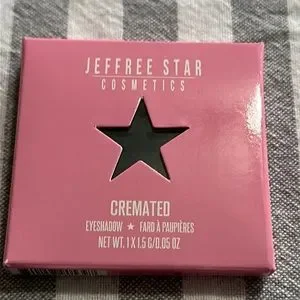 JEFFREE STAR
COSMETICS
CREMATED
EYESHADOW ★ FARD À PAUPIÈRES
NET. WT. 1 X 1.5 G/0.05 OZ